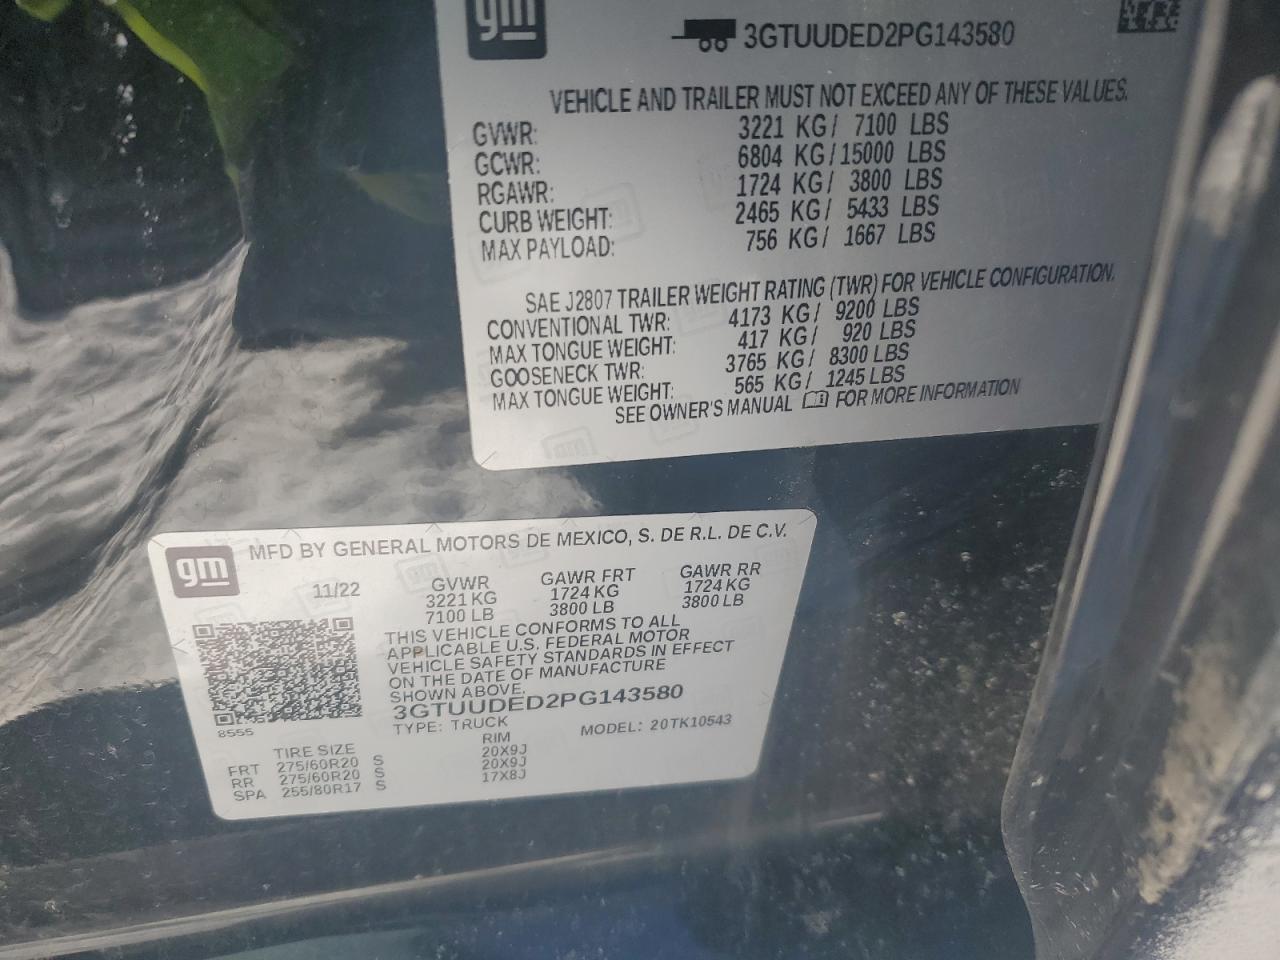 gm
3GTUUDED2PG143580
VEHICLE AND TRAILER MUST NOT EXCEED ANY OF THESE VALUES.
GVWR: 3221 KG / 7100 LBS
GCWR: 6804 KG / 15000 LBS
RGAWR: 1724 KG / 3800 LBS
CURB WEIGHT: 2465 KG / 5433 LBS
MAX PAYLOAD: 756 KG / 1667 LBS
SAE J2807 TRAILER WEIGHT RATING (TWR) FOR VEHICLE CONFIGURATION.
CONVENTIONAL TWR: 4173 KG / 9200 LBS
MAX TONGUE WEIGHT: 417 KG / 920 LBS
GOOSENECK TWR: 3765 KG / 8300 LBS
MAX TONGUE WEIGHT: 565 KG / 1245 LBS
SEE OWNER'S MANUAL FOR MORE INFORMATION
gm
MFD BY GENERAL MOTORS DE MEXICO, S. DE R.L. DE C.V.
11/22 GVWR GAWR FRT GAWR RR
3221 KG 1724 KG 1724 KG
7100 LB 3800 LB 3800 LB
THIS VEHICLE CONFORMS TO ALL
APPLICABLE U.S. FEDERAL MOTOR
VEHICLE SAFETY STANDARDS IN EFFECT
ON THE DATE OF MANUFACTURE
SHOWN ABOVE.
3GTUUDED2PG143580
8555 TYPE: TRUCK MODEL: 20TK10543
TIRE SIZE RIM
FRT 275/60R20 S 20X9J
RR 275/60R20 S 20X9J
SPA 255/80R17 S 17X8J